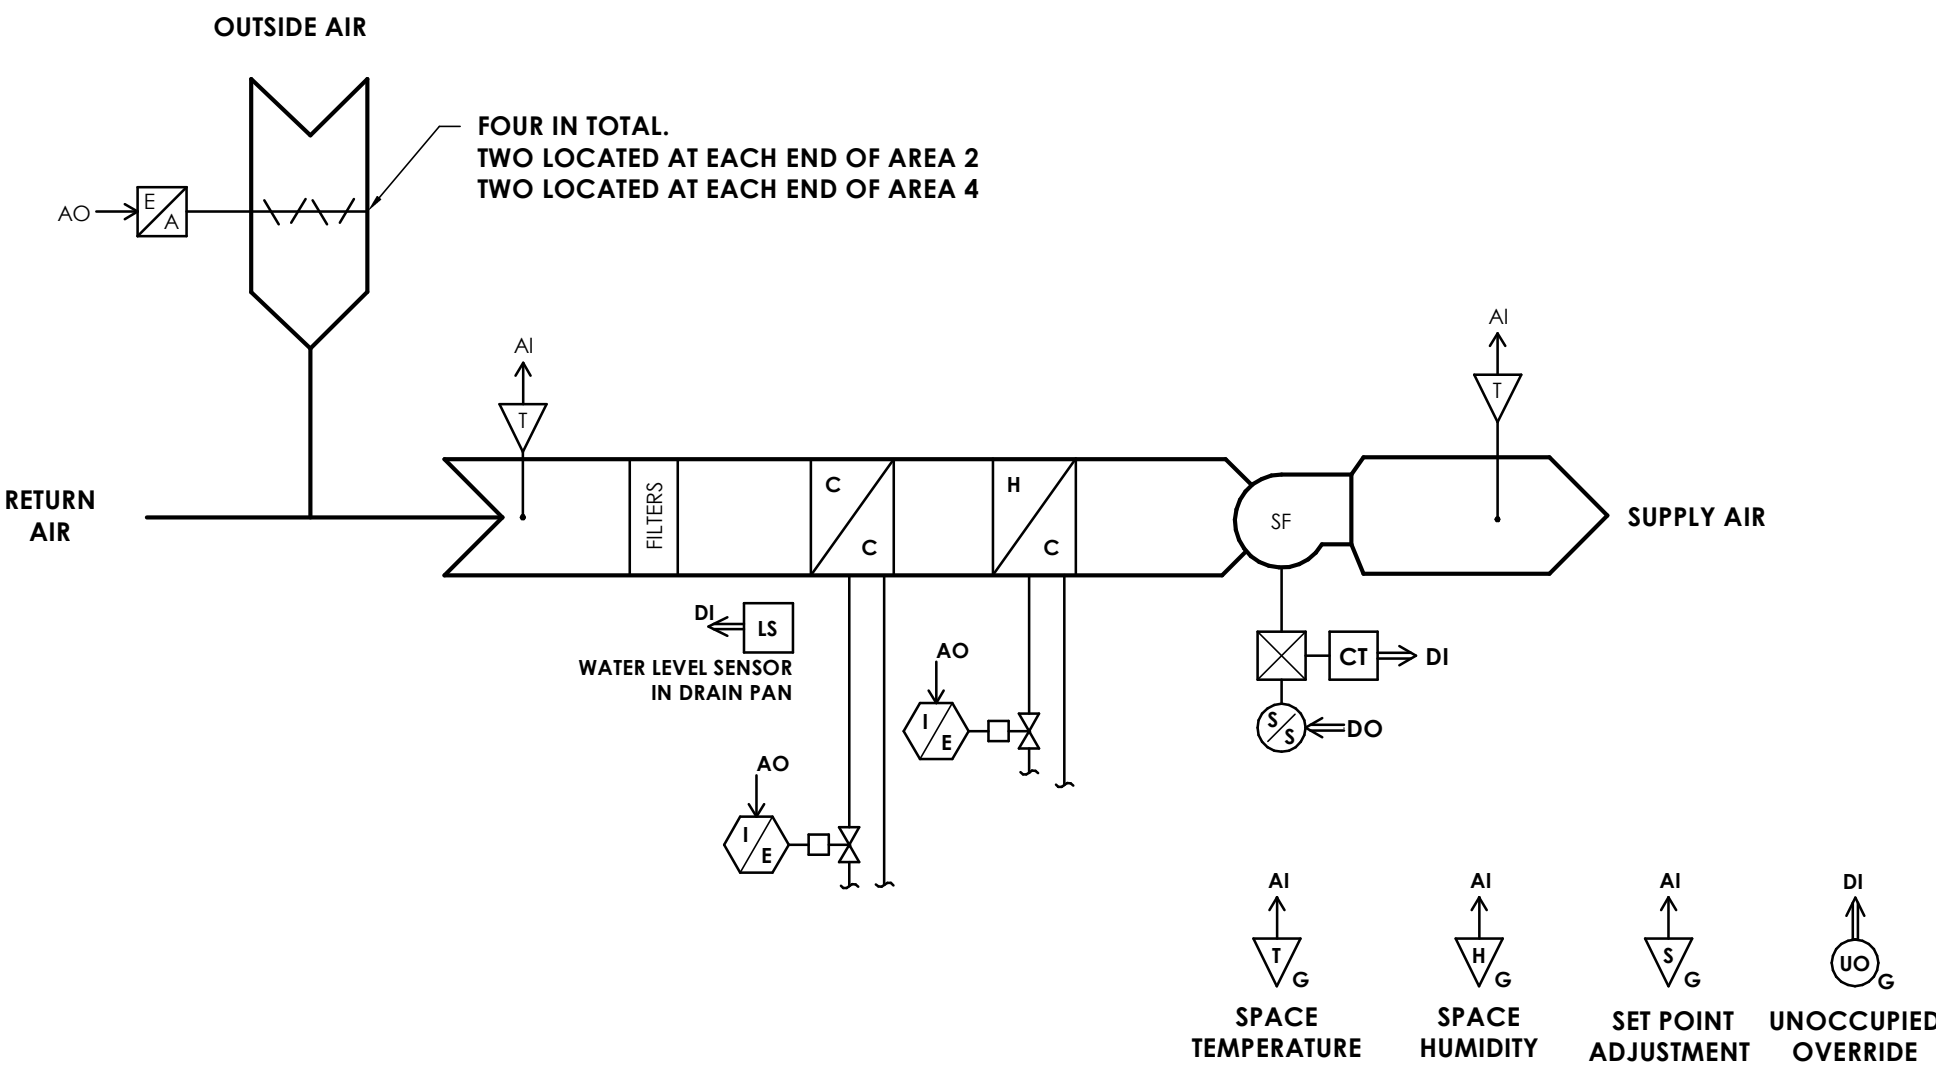 OUTSIDE AIR
FOUR IN TOTAL.
TWO LOCATED AT EACH END OF AREA 2
TWO LOCATED AT EACH END OF AREA 4
AO
E
A
AI
T
AI
T
RETURN
AIR
FILTERS
C
C
H
C
SF
SUPPLY AIR
DI
LS
WATER LEVEL SENSOR
IN DRAIN PAN
AO
I
E
AO
I
E
CT
DI
S
S
DO
AI
T
G
SPACE
TEMPERATURE
AI
H
G
SPACE
HUMIDITY
AI
S
G
SET POINT
ADJUSTMENT
DI
UO
G
UNOCCUPIED
OVERRIDE